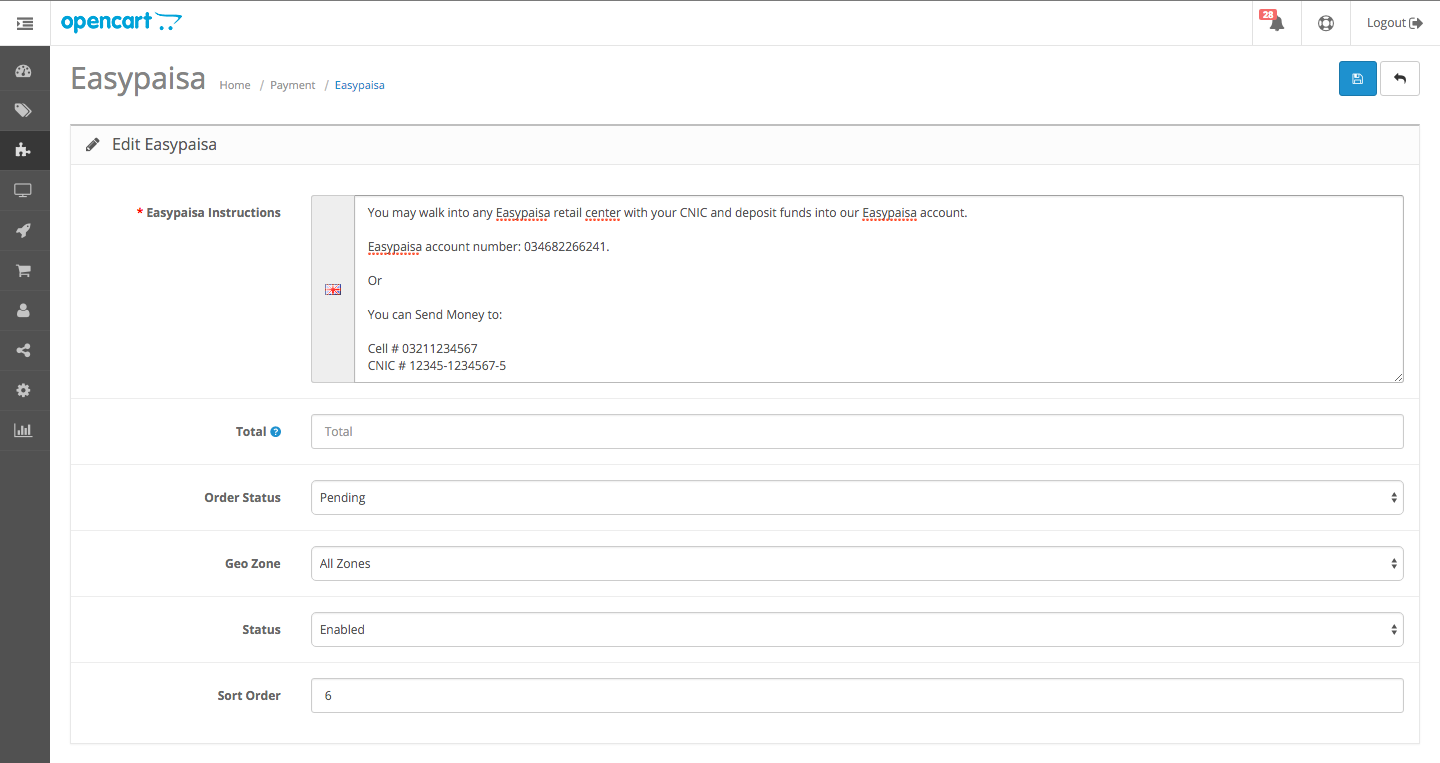 opencart
28
Logout
Easypaisa
Home / Payment / Easypaisa
Edit Easypaisa
* Easypaisa Instructions
You may walk into any Easypaisa retail center with your CNIC and deposit funds into our Easypaisa account.
Easypaisa account number: 034682266241.
Or
You can Send Money to:
Cell # 03211234567
CNIC # 12345-1234567-5
Total ?
Total
Order Status
Pending
Geo Zone
All Zones
Status
Enabled
Sort Order
6